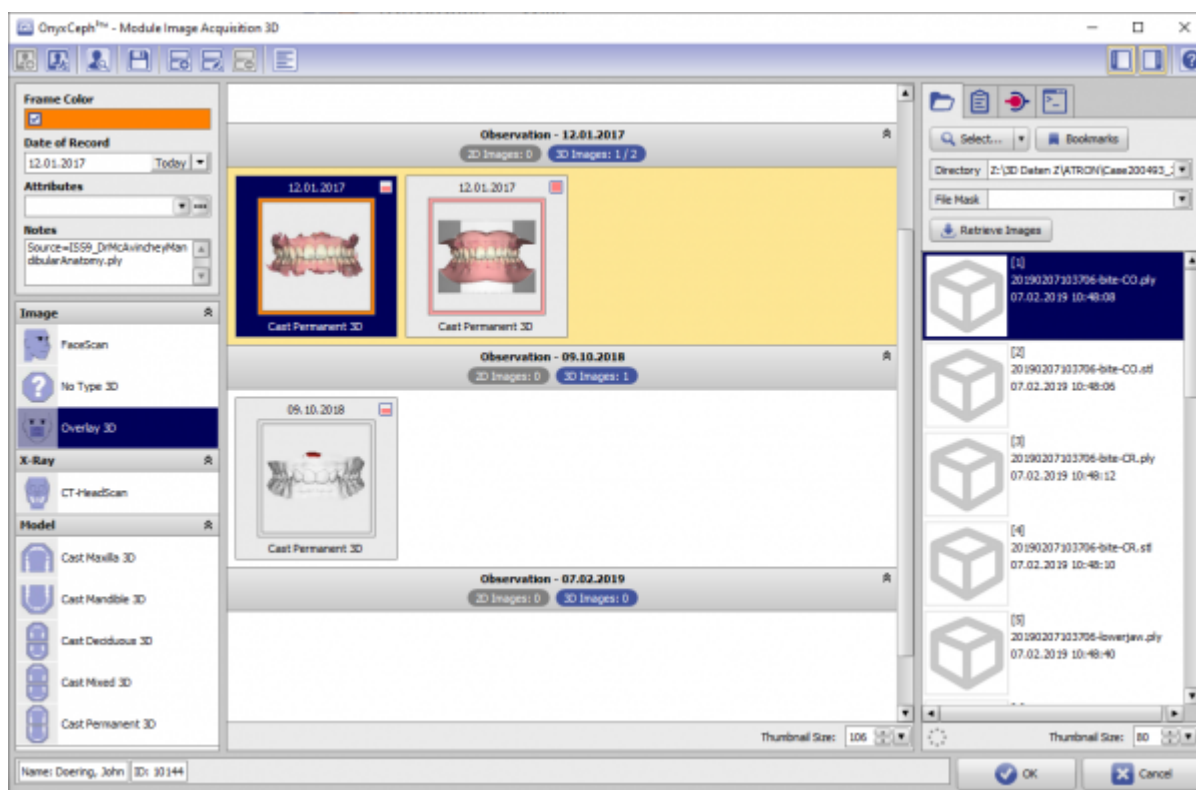 OnyxCeph³™ - Module Image Acquisition 3D
Frame Color
Date of Record
12.01.2017 Today
Attributes
Notes
Source=ISS9_DrMcAvincheyMan
dibularAnatomy.ply
Image
FaceScan
No Type 3D
Overlay 3D
X-Ray
CT-HeadScan
Model
Cast Maxilla 3D
Cast Mandible 3D
Cast Deciduous 3D
Cast Mixed 3D
Cast Permanent 3D
Observation - 12.01.2017
2D Images: 0 3D Images: 1 / 2
12.01.2017
Cast Permanent 3D
12.01.2017
Cast Permanent 3D
Observation - 09.10.2018
2D Images: 0 3D Images: 1
09.10.2018
Cast Permanent 3D
Observation - 07.02.2019
2D Images: 0 3D Images: 0
Thumbnail Size: 106
Select...
Bookmarks
Directory Z:\3D Daten Z\ATRON\Case200493_
File Mask
Retrieve Images
[1]
20190207103706-bite-CO.ply
07.02.2019 10:48:08
[2]
20190207103706-bite-CO.stl
07.02.2019 10:48:06
[3]
20190207103706-bite-CR.ply
07.02.2019 10:48:12
[4]
20190207103706-bite-CR.stl
07.02.2019 10:48:10
[5]
20190207103706-lowerjaw.ply
07.02.2019 10:48:40
Thumbnail Size: 80
Name: Doering, John ID: 10144
OK
Cancel